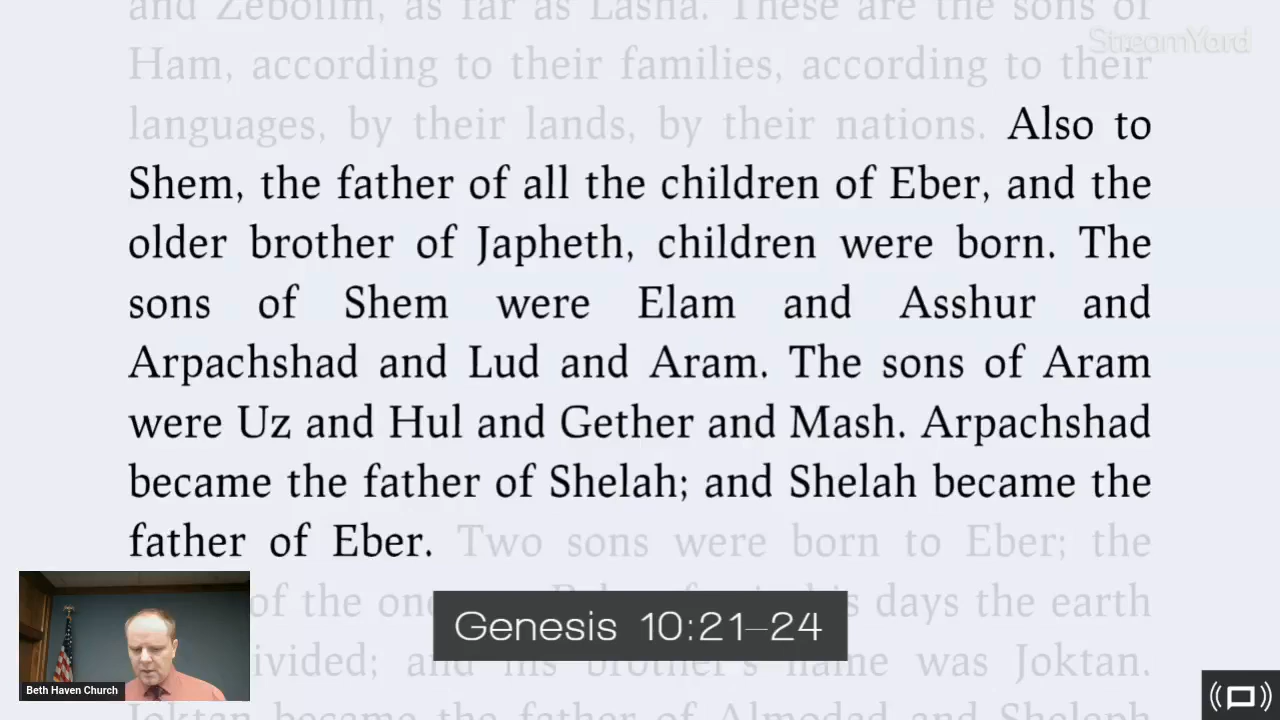 and Zeboiim, as far as Lasha. These are the sons of
StreamYard
Ham, according to their families, according to their
languages, by their lands, by their nations. Also to
Shem, the father of all the children of Eber, and the
older brother of Japheth, children were born. The
sons of Shem were Elam and Asshur and
Arpachshad and Lud and Aram. The sons of Aram
were Uz and Hul and Gether and Mash. Arpachshad
became the father of Shelah; and Shelah became the
father of Eber. Two sons were born to Eber; the
of the one days the earth
Genesis 10:21–24
divided; and his brother's name was Joktan.
Beth Haven Church
Joktan became the father of Almodad and Sheleph